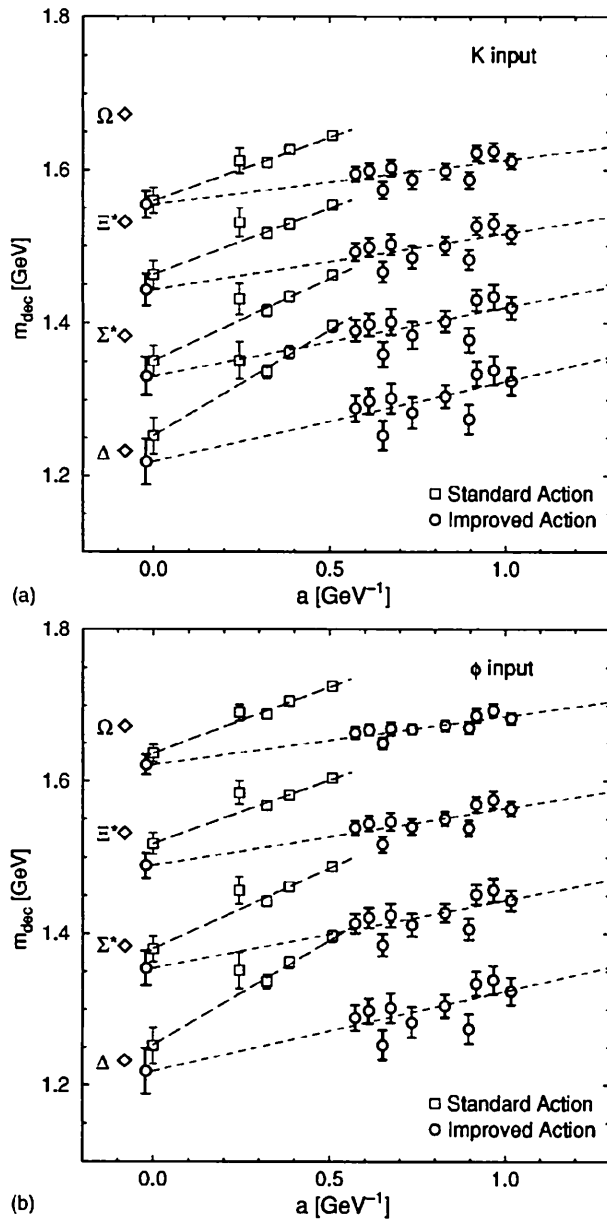 1.8
K input
Ω
1.6
Ξ*
m_dec [GeV]
1.4
Σ*
Δ
1.2
Standard Action
Improved Action
0.0 0.5 1.0
(a)
a [GeV⁻¹]
1.8
ϕ input
Ω
1.6
Ξ*
m_dec [GeV]
1.4
Σ*
Δ
1.2
Standard Action
Improved Action
0.0 0.5 1.0
(b)
a [GeV⁻¹]